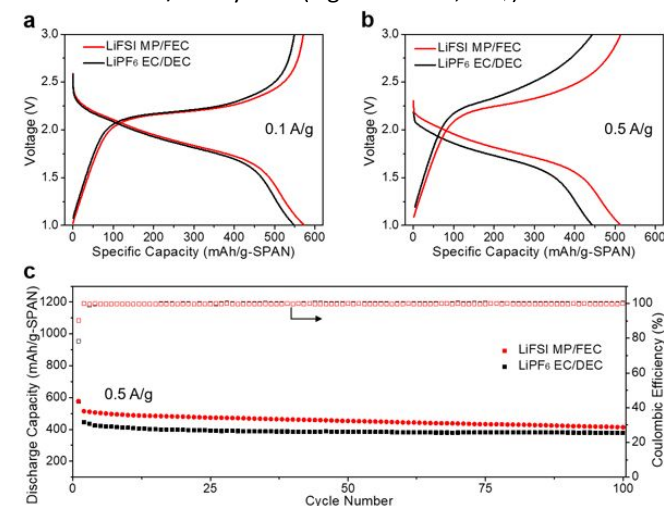 a
3.0
LiFSI MP/FEC
LiPF₆ EC/DEC
2.5
Voltage (V)
2.0
0.1 A/g
1.5
1.0
0 100 200 300 400 500 600
Specific Capacity (mAh/g-SPAN)
b
3.0
LiFSI MP/FEC
LiPF₆ EC/DEC
2.5
Voltage (V)
2.0
0.5 A/g
1.5
1.0
0 100 200 300 400 500 600
Specific Capacity (mAh/g-SPAN)
c
Discharge Capacity (mAh/g-SPAN)
1200
1000
800
600
400
200
0.5 A/g
LiFSI MP/FEC
LiPF₆ EC/DEC
100
80
60
40
20
0
Coulombic Efficiency (%)
0 25 50 75 100
Cycle Number